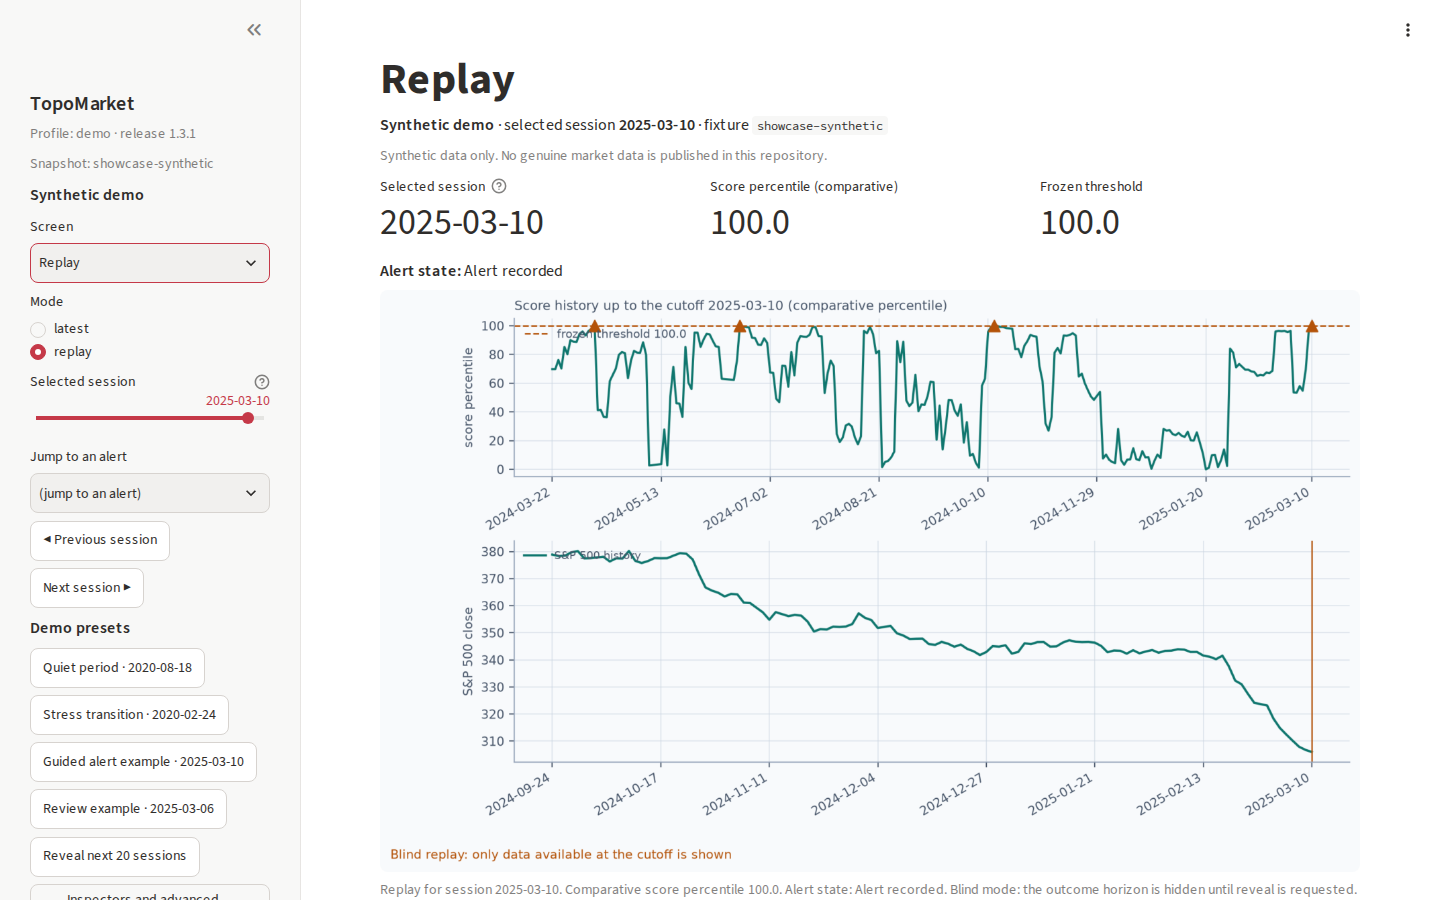 TopoMarket
Profile: demo · release 1.3.1
Snapshot: showcase-synthetic
Synthetic demo
Screen
Replay
Mode
latest
replay
Selected session
2025-03-10
Jump to an alert
(jump to an alert)
◀ Previous session
Next session ▶
Demo presets
Quiet period · 2020-08-18
Stress transition · 2020-02-24
Guided alert example · 2025-03-10
Review example · 2025-03-06
Reveal next 20 sessions
Inspectors and advanced
Replay
Synthetic demo · selected session 2025-03-10 · fixture showcase-synthetic
Synthetic data only. No genuine market data is published in this repository.
Selected session
2025-03-10
Score percentile (comparative)
100.0
Frozen threshold
100.0
Alert state: Alert recorded
Score history up to the cutoff 2025-03-10 (comparative percentile)
frozen threshold 100.0
score percentile
100
80
60
40
20
0
2024-03-22
2024-05-13
2024-07-02
2024-08-21
2024-10-10
2024-11-29
2025-01-20
2025-03-10
S&P 500 history
S&P 500 close
380
370
360
350
340
330
320
310
2024-09-24
2024-10-17
2024-11-11
2024-12-04
2024-12-27
2025-01-21
2025-02-13
2025-03-10
Blind replay: only data available at the cutoff is shown
Replay for session 2025-03-10. Comparative score percentile 100.0. Alert state: Alert recorded. Blind mode: the outcome horizon is hidden until reveal is requested.